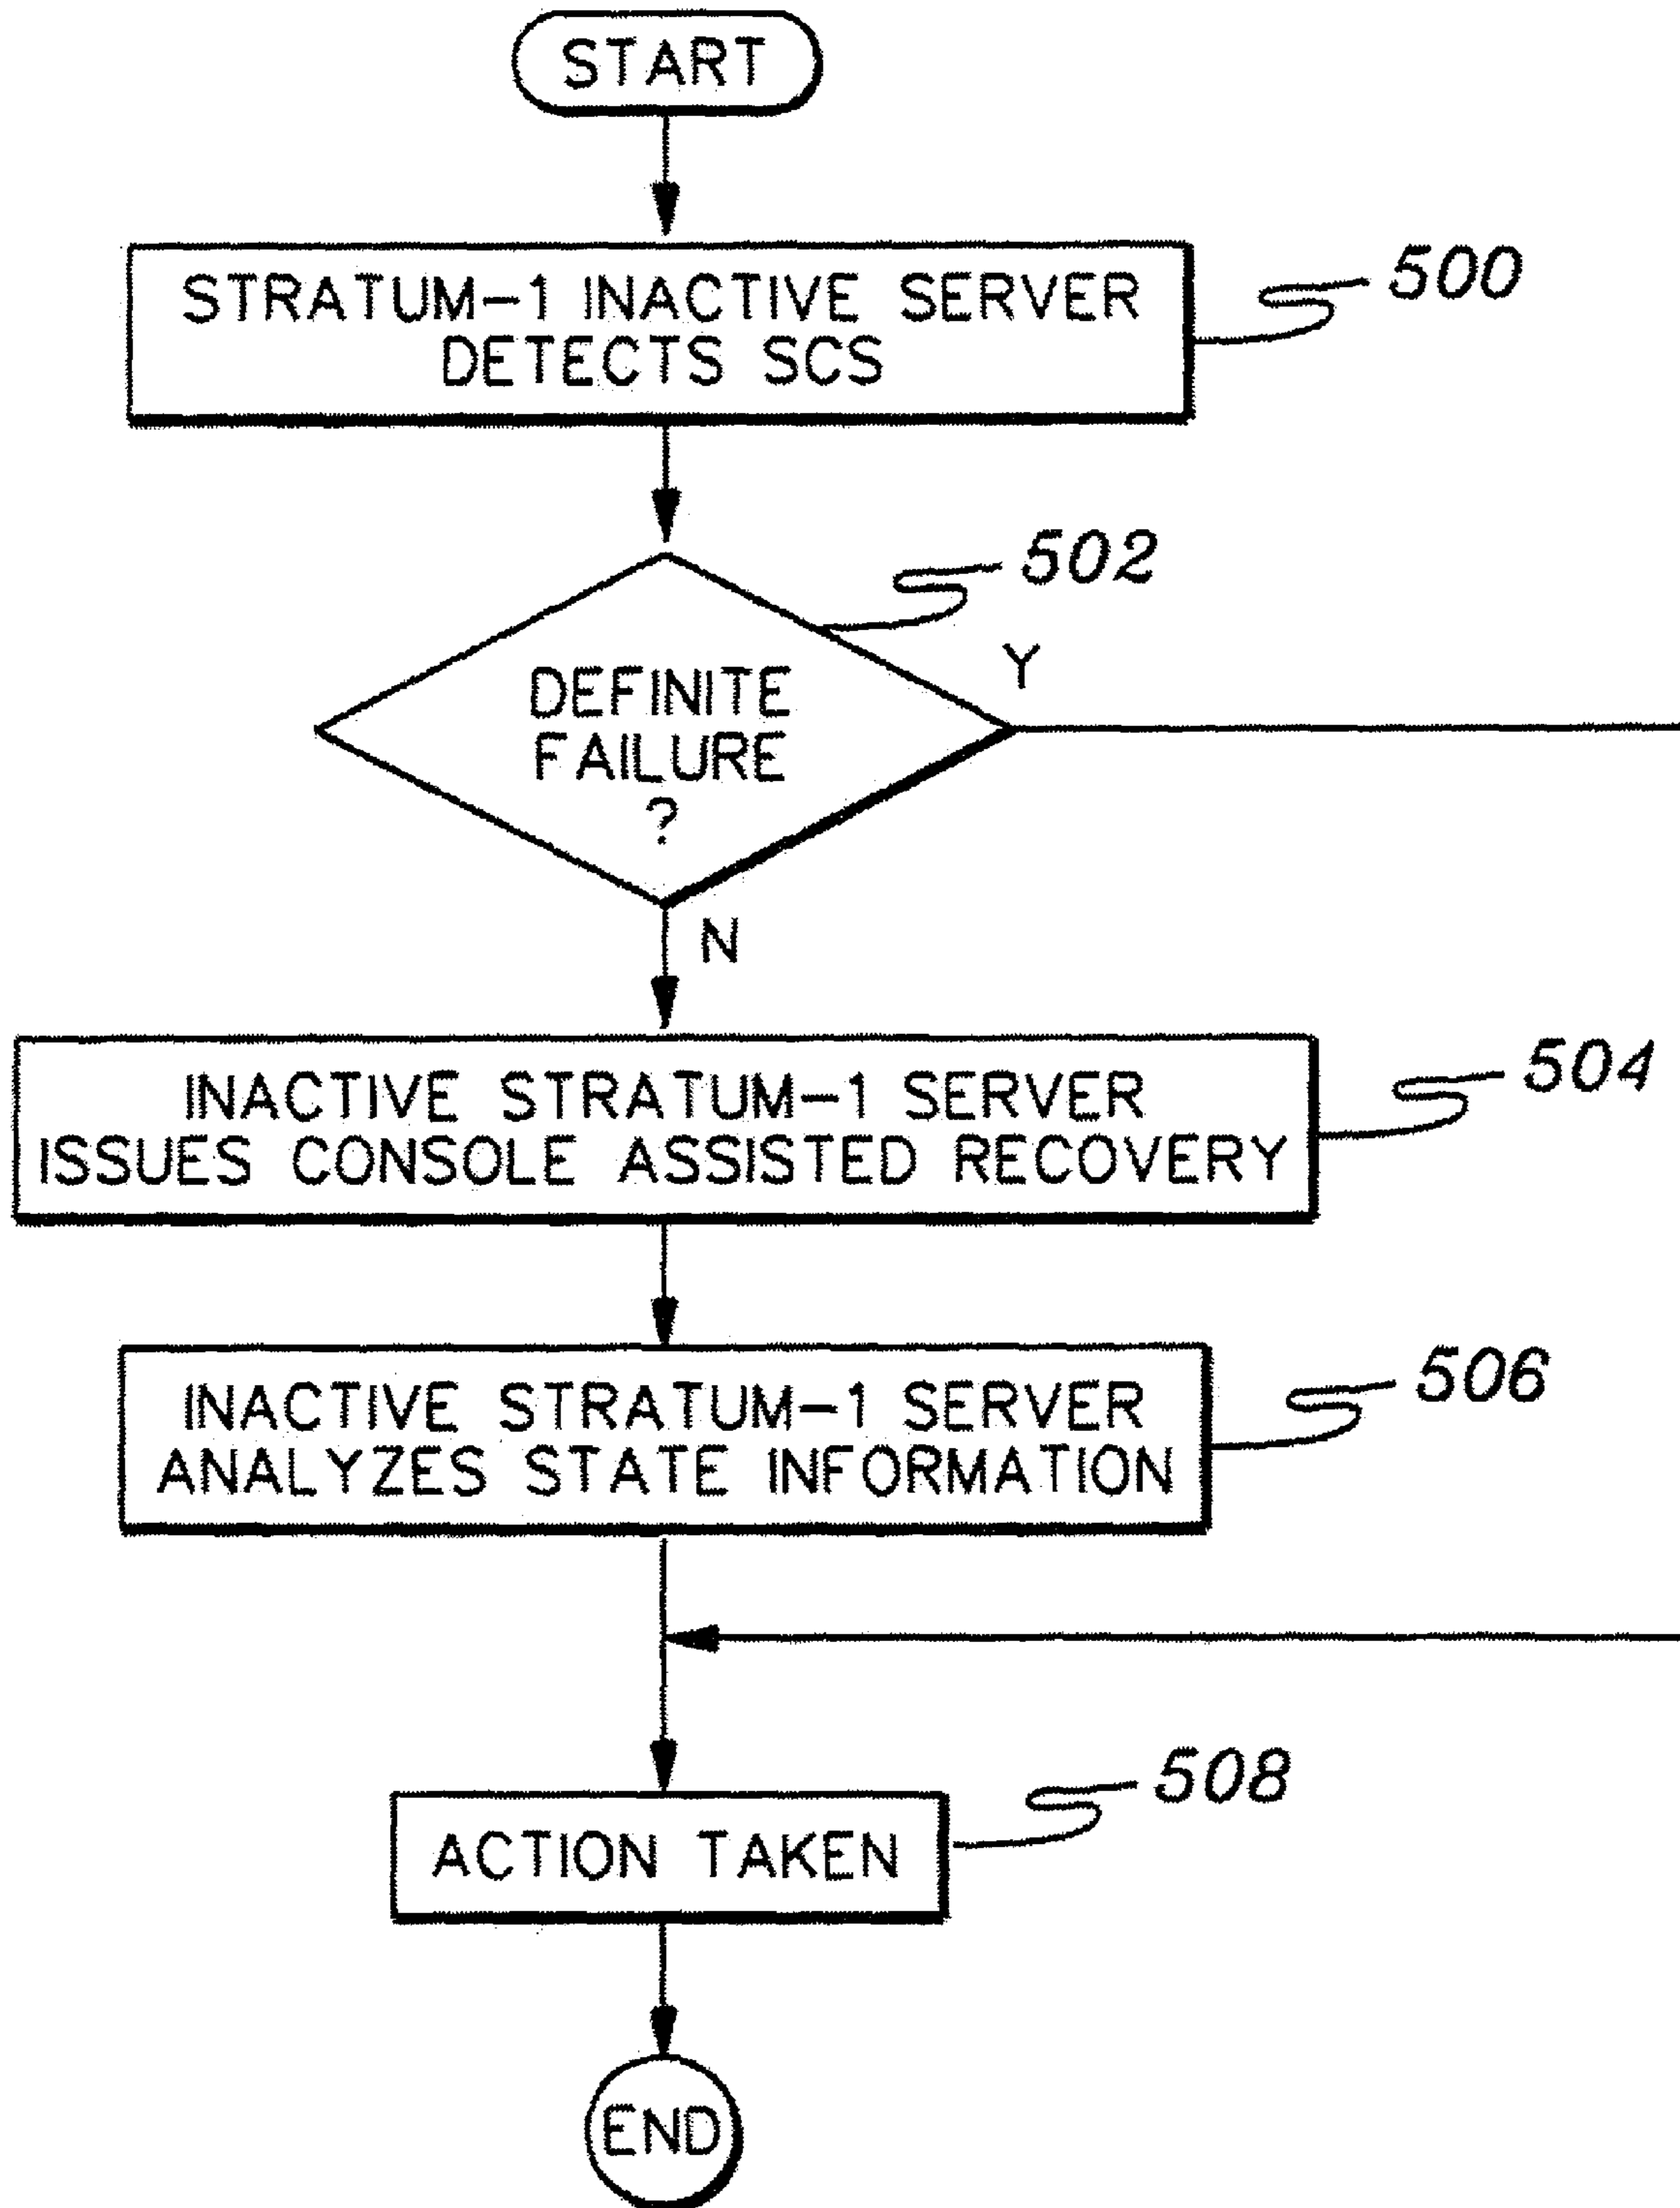 START
STRATUM-1 INACTIVE SERVER
DETECTS SCS
500
502
DEFINITE
FAILURE
?
Y
N
INACTIVE STRATUM-1 SERVER
ISSUES CONSOLE ASSISTED RECOVERY
504
INACTIVE STRATUM-1 SERVER
ANALYZES STATE INFORMATION
506
ACTION TAKEN
508
END